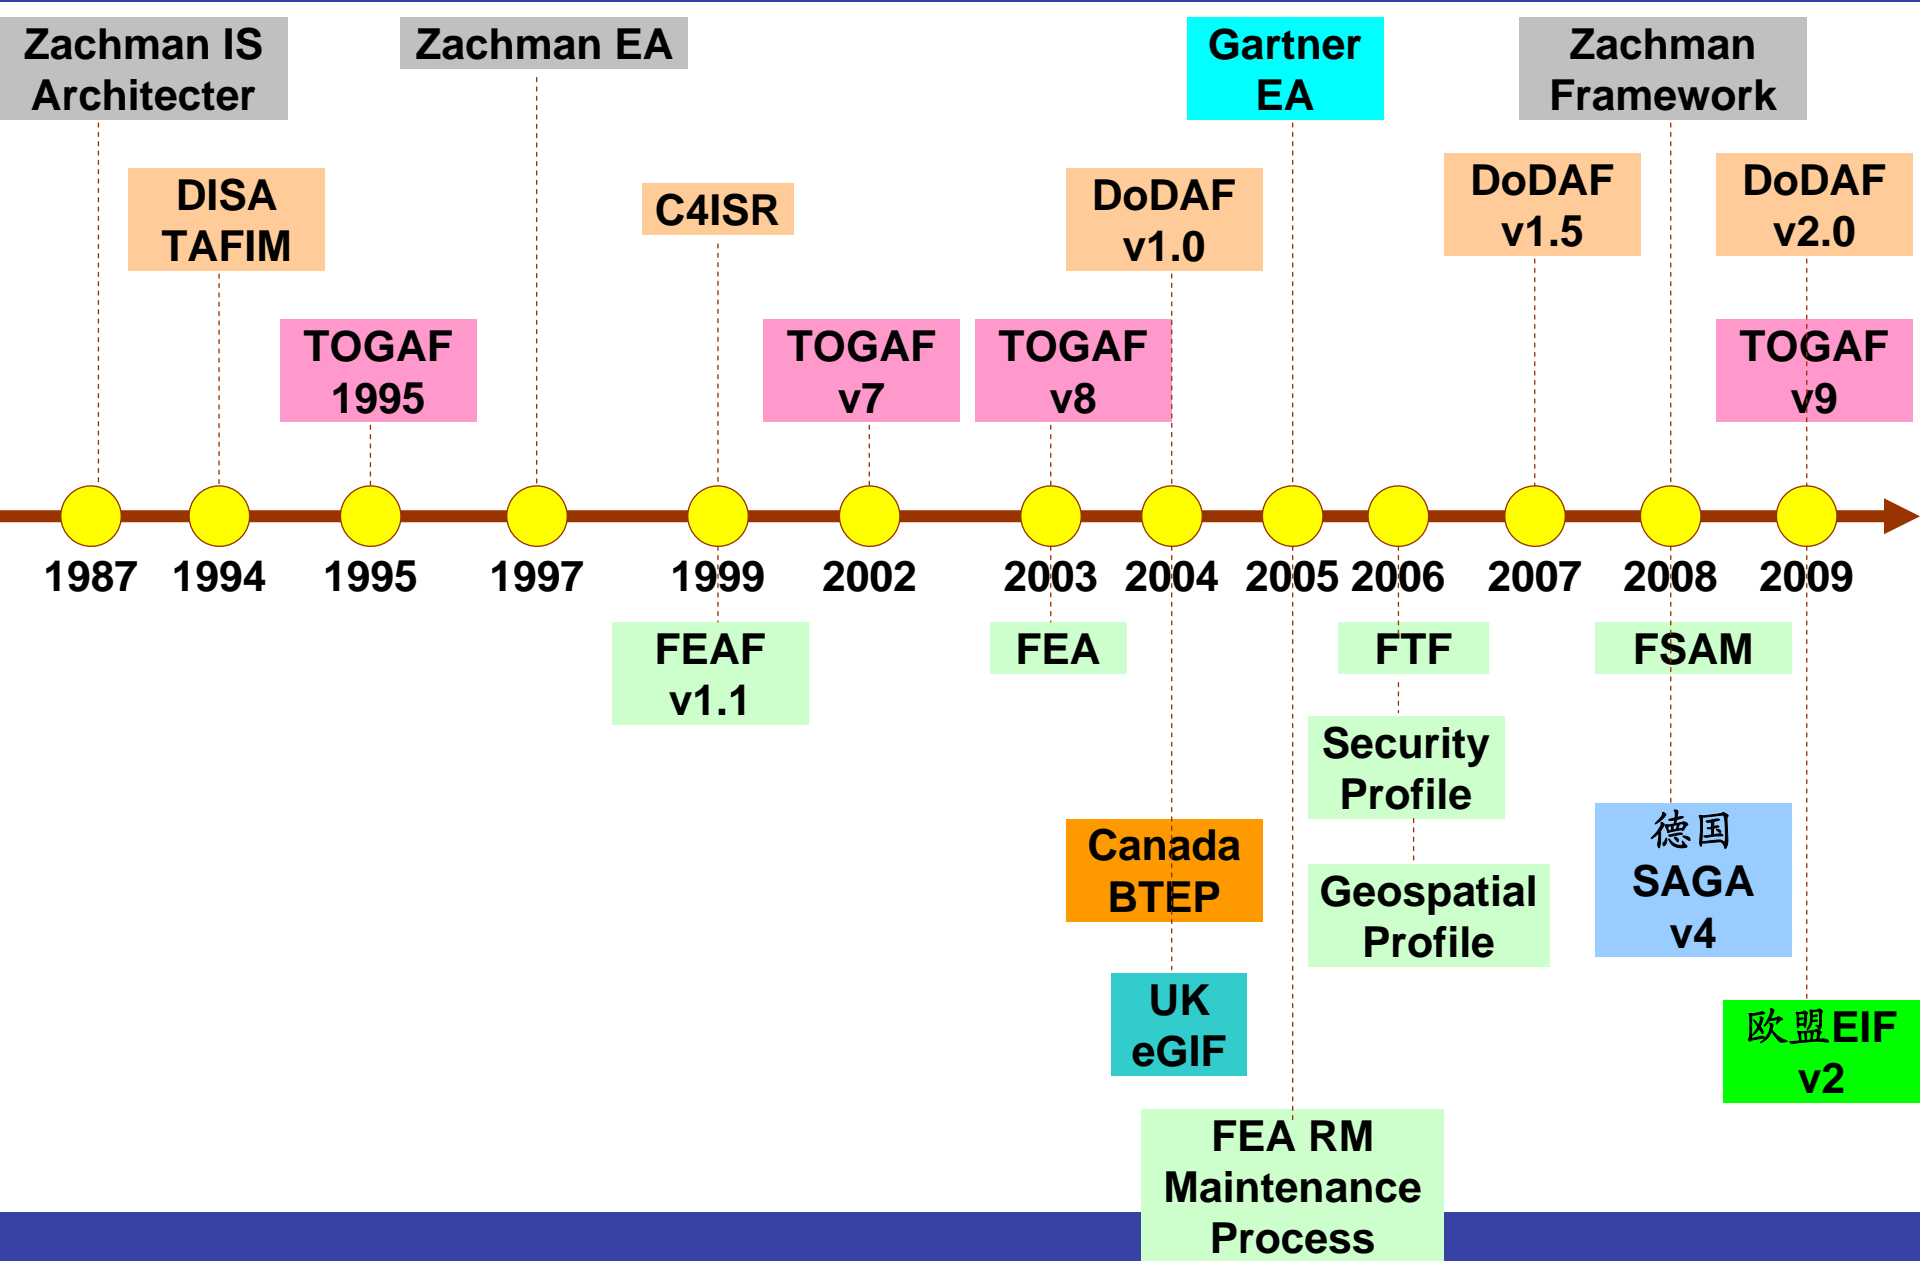 Zachman IS
Architecter
Zachman EA
Gartner
EA
Zachman
Framework
DISA
TAFIM
C4ISR
DoDAF
v1.0
DoDAF
v1.5
DoDAF
v2.0
TOGAF
1995
TOGAF
v7
TOGAF
v8
TOGAF
v9
1987 1994 1995 1997 1999 2002 2003 2004 2005 2006 2007 2008 2009
FEAF
v1.1
FEA
FTF
FSAM
Security
Profile
Canada
BTEP
Geospatial
Profile
德国
SAGA
v4
UK
eGIF
欧盟EIF
v2
FEA RM
Maintenance
Process